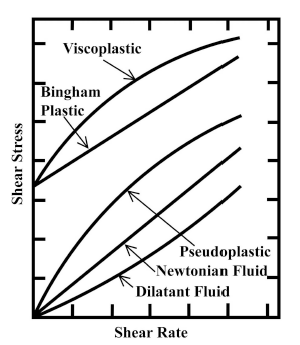 Viscoplastic
Bingham
Plastic
Shear Stress
Pseudoplastic
Newtonian Fluid
Dilatant Fluid
Shear Rate